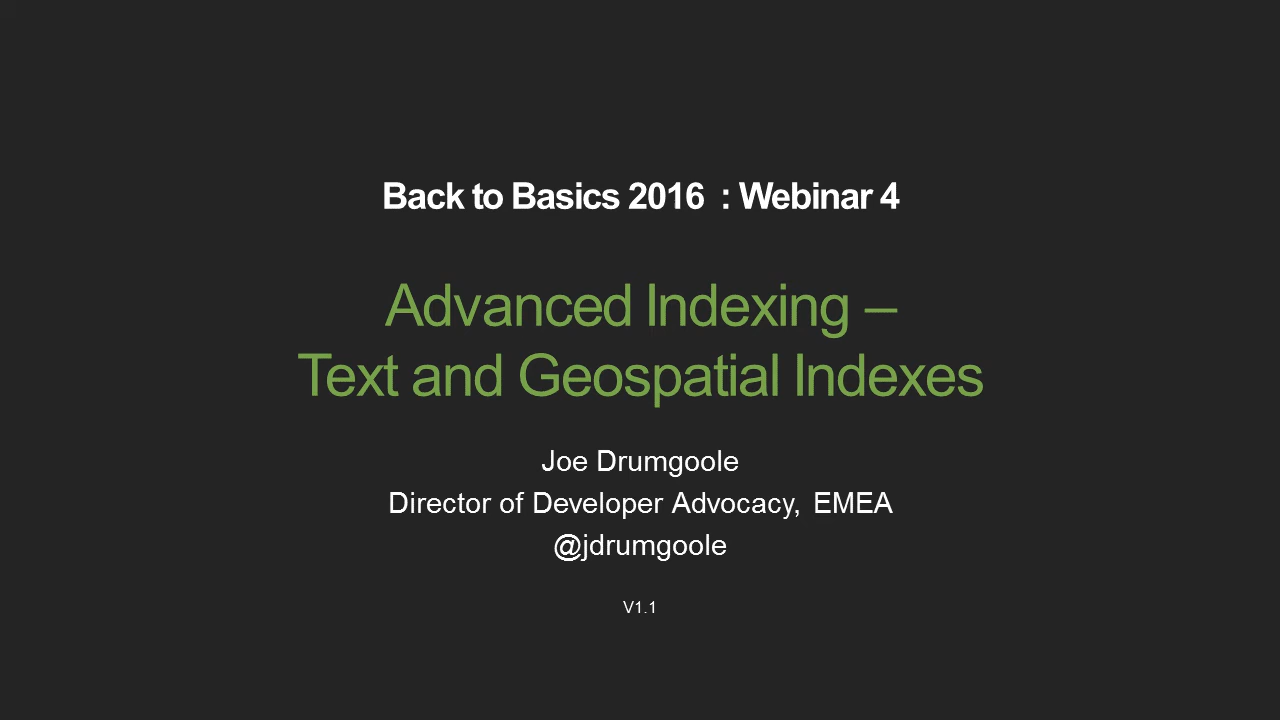 Back to Basics 2016 : Webinar 4
Advanced Indexing –
Text and Geospatial Indexes
Joe Drumgoole
Director of Developer Advocacy, EMEA
@jdrumgoole
V1.1